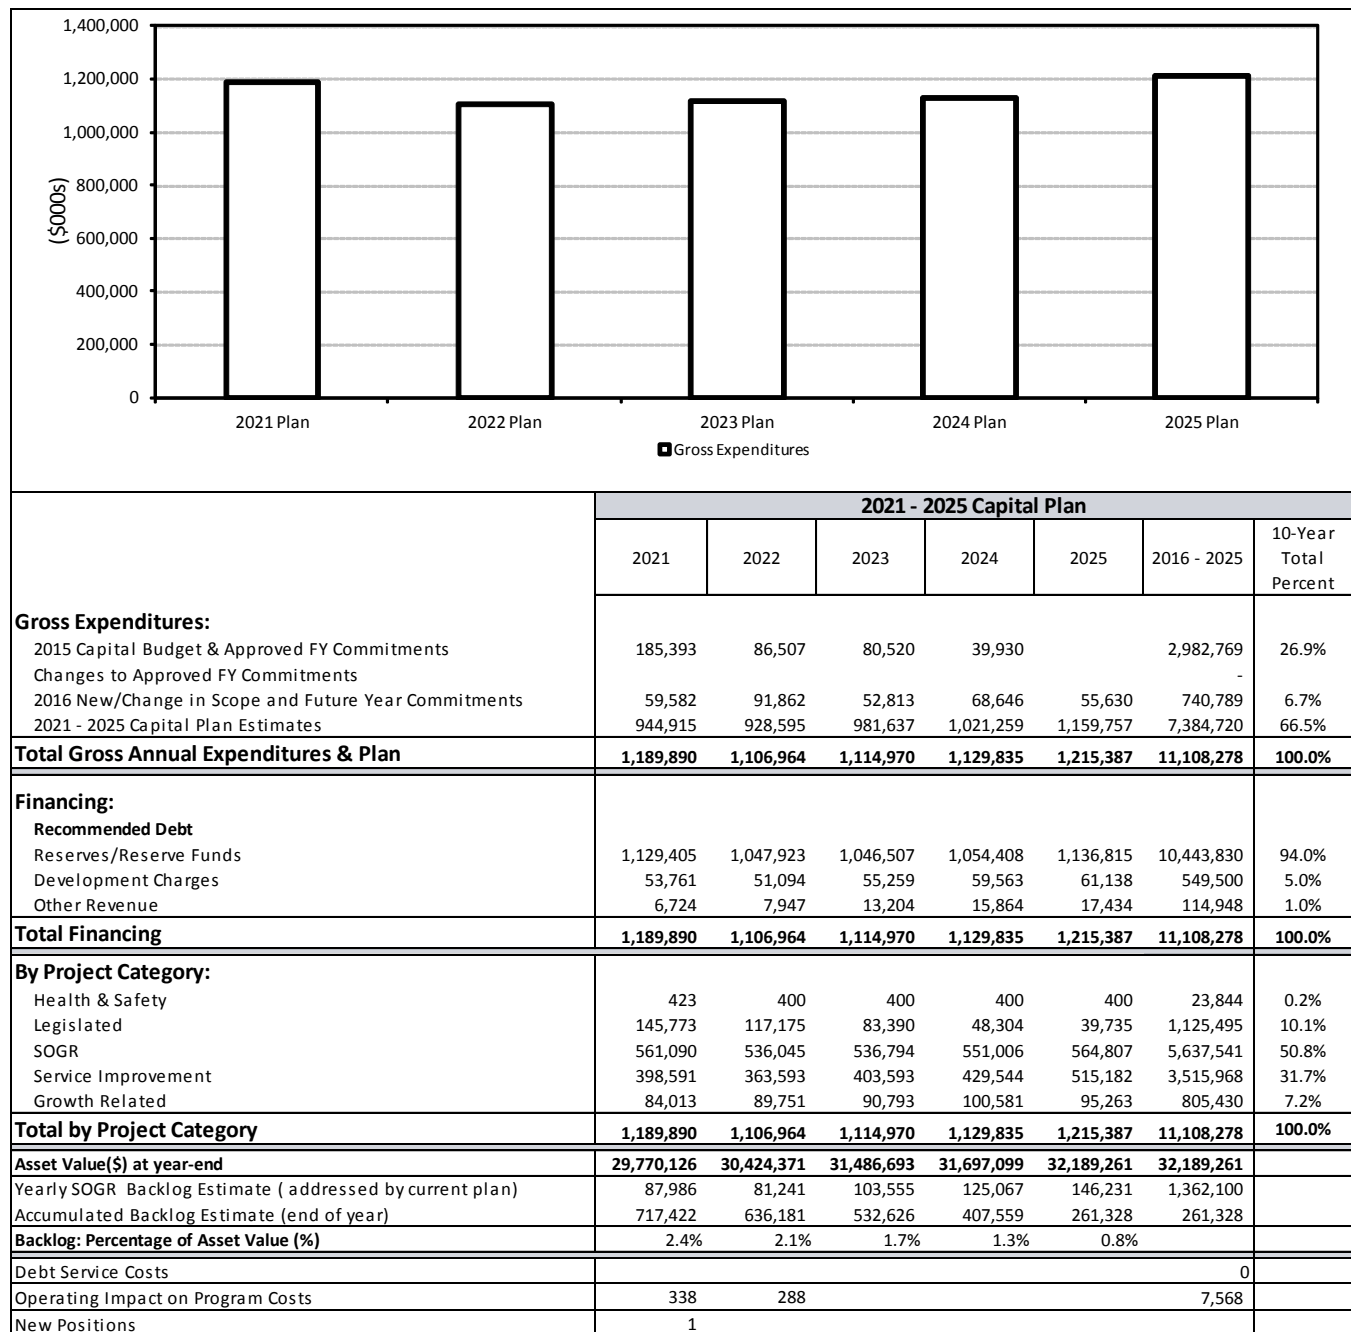 1,400,000
1,200,000
1,000,000
800,000
600,000
400,000
200,000
0
($000s)
2021 Plan 2022 Plan 2023 Plan 2024 Plan 2025 Plan
Gross Expenditures
2021 - 2025 Capital Plan
2021 2022 2023 2024 2025 2016 - 2025 10-Year Total Percent
Gross Expenditures:
2015 Capital Budget & Approved FY Commitments 185,393 86,507 80,520 39,930 2,982,769 26.9%
Changes to Approved FY Commitments -
2016 New/Change in Scope and Future Year Commitments 59,582 91,862 52,813 68,646 55,630 740,789 6.7%
2021 - 2025 Capital Plan Estimates 944,915 928,595 981,637 1,021,259 1,159,757 7,384,720 66.5%
Total Gross Annual Expenditures & Plan 1,189,890 1,106,964 1,114,970 1,129,835 1,215,387 11,108,278 100.0%
Financing:
Recommended Debt
Reserves/Reserve Funds 1,129,405 1,047,923 1,046,507 1,054,408 1,136,815 10,443,830 94.0%
Development Charges 53,761 51,094 55,259 59,563 61,138 549,500 5.0%
Other Revenue 6,724 7,947 13,204 15,864 17,434 114,948 1.0%
Total Financing 1,189,890 1,106,964 1,114,970 1,129,835 1,215,387 11,108,278 100.0%
By Project Category:
Health & Safety 423 400 400 400 400 23,844 0.2%
Legislated 145,773 117,175 83,390 48,304 39,735 1,125,495 10.1%
SOGR 561,090 536,045 536,794 551,006 564,807 5,637,541 50.8%
Service Improvement 398,591 363,593 403,593 429,544 515,182 3,515,968 31.7%
Growth Related 84,013 89,751 90,793 100,581 95,263 805,430 7.2%
Total by Project Category 1,189,890 1,106,964 1,114,970 1,129,835 1,215,387 11,108,278 100.0%
Asset Value($) at year-end 29,770,126 30,424,371 31,486,693 31,697,099 32,189,261 32,189,261
Yearly SOGR Backlog Estimate ( addressed by current plan) 87,986 81,241 103,555 125,067 146,231 1,362,100
Accumulated Backlog Estimate (end of year) 717,422 636,181 532,626 407,559 261,328 261,328
Backlog: Percentage of Asset Value (%) 2.4% 2.1% 1.7% 1.3% 0.8%
Debt Service Costs 0
Operating Impact on Program Costs 338 288 7,568
New Positions 1